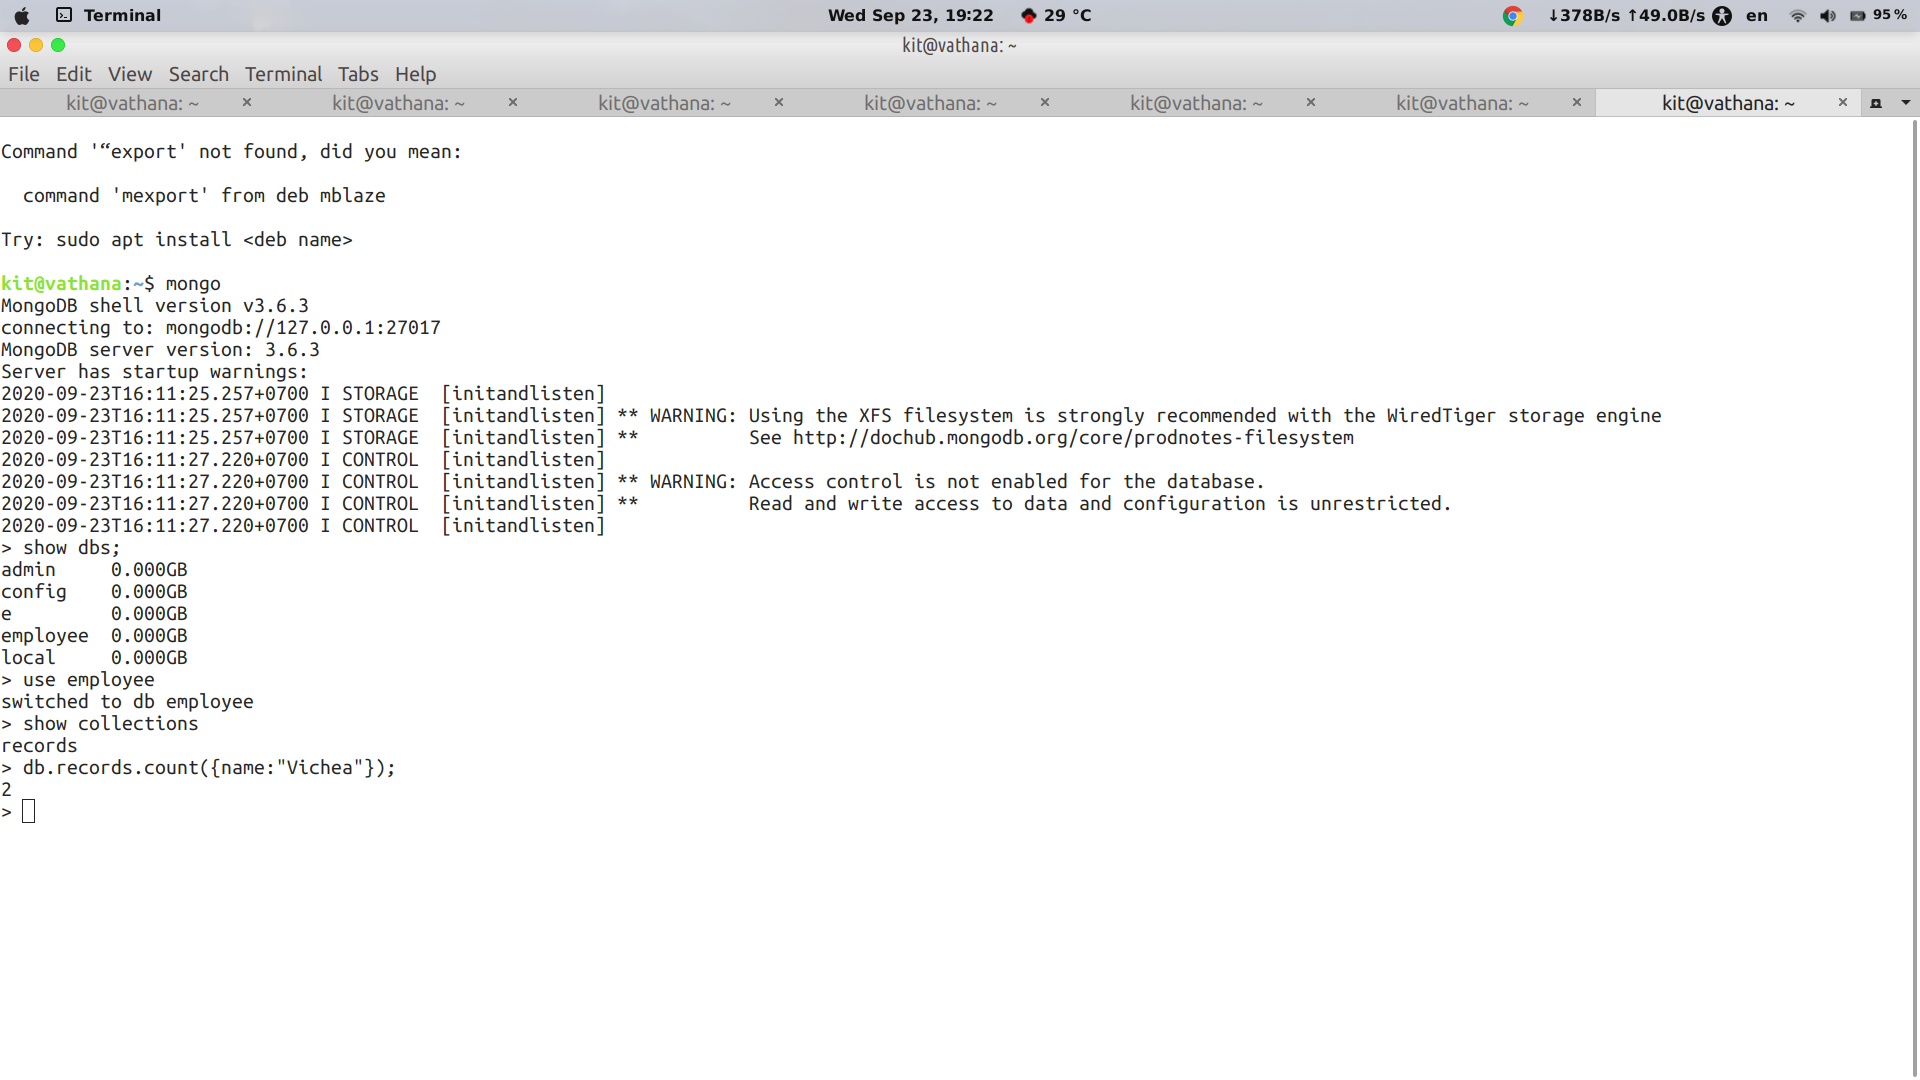 Terminal
Wed Sep 23, 19:22
29 °C
↓378B/s ↑49.0B/s
en
95 %
kit@vathana: ~
File Edit View Search Terminal Tabs Help
kit@vathana: ~ × kit@vathana: ~ × kit@vathana: ~ × kit@vathana: ~ × kit@vathana: ~ × kit@vathana: ~ × kit@vathana: ~ ×
Command '“export' not found, did you mean:
command 'mexport' from deb mblaze
Try: sudo apt install <deb name>
kit@vathana:~$ mongo
MongoDB shell version v3.6.3
connecting to: mongodb://127.0.0.1:27017
MongoDB server version: 3.6.3
Server has startup warnings:
2020-09-23T16:11:25.257+0700 I STORAGE  [initandlisten]
2020-09-23T16:11:25.257+0700 I STORAGE  [initandlisten] ** WARNING: Using the XFS filesystem is strongly recommended with the WiredTiger storage engine
2020-09-23T16:11:25.257+0700 I STORAGE  [initandlisten] **          See http://dochub.mongodb.org/core/prodnotes-filesystem
2020-09-23T16:11:27.220+0700 I CONTROL  [initandlisten]
2020-09-23T16:11:27.220+0700 I CONTROL  [initandlisten] ** WARNING: Access control is not enabled for the database.
2020-09-23T16:11:27.220+0700 I CONTROL  [initandlisten] **          Read and write access to data and configuration is unrestricted.
2020-09-23T16:11:27.220+0700 I CONTROL  [initandlisten]
> show dbs;
admin     0.000GB
config    0.000GB
e         0.000GB
employee  0.000GB
local     0.000GB
> use employee
switched to db employee
> show collections
records
> db.records.count({name:"Vichea"});
2
>